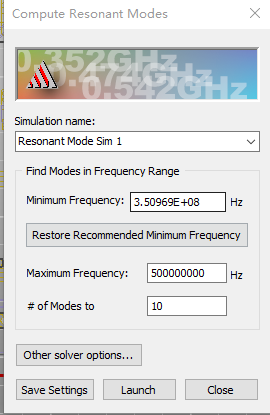 Compute Resonant Modes
0.352GHz
0.542GHz
Simulation name:
Resonant Mode Sim 1
Find Modes in Frequency Range
Minimum Frequency: 3.50969E+08 Hz
Restore Recommended Minimum Frequency
Maximum Frequency: 500000000 Hz
# of Modes to 10
Other solver options...
Save Settings Launch Close